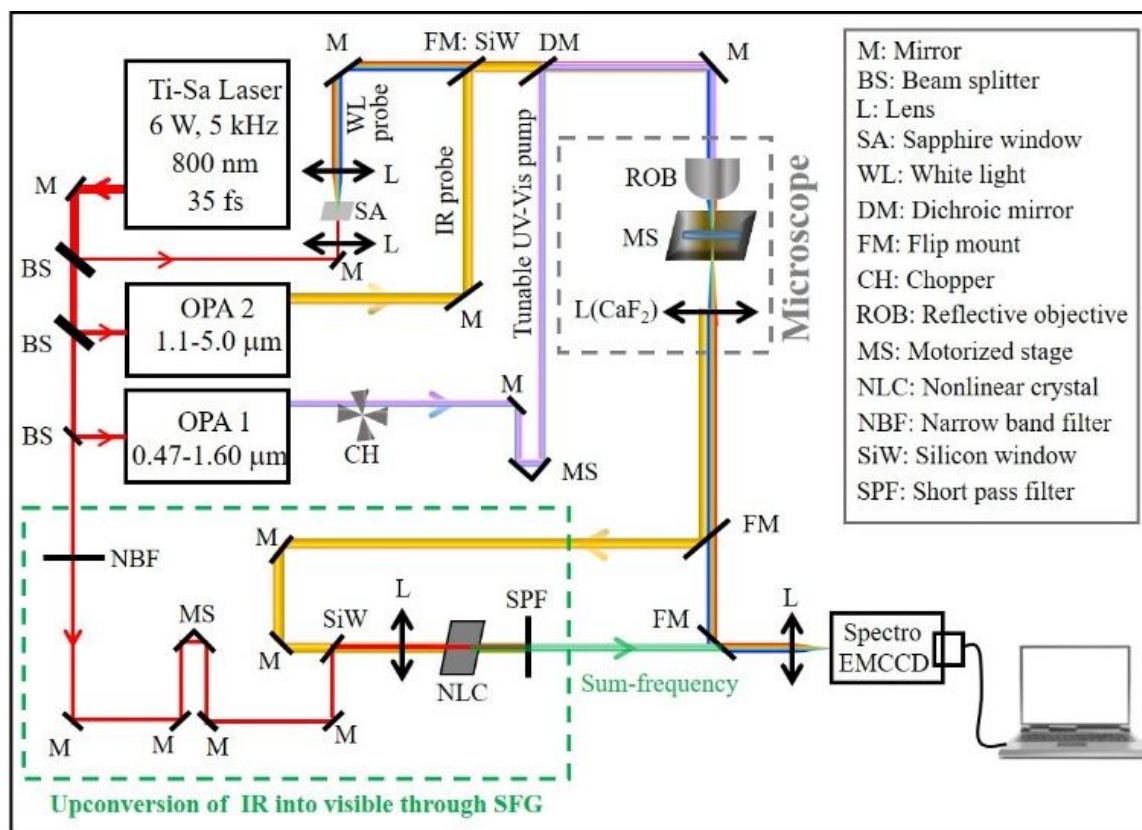 M
FM: SiW
DM
M
Ti-Sa Laser
6 W, 5 kHz
800 nm
35 fs
WL
probe
L
SA
L
M
M
BS
IR probe
Tunable UV-Vis pump
ROB
MS
Microscope
L(CaF2)
OPA 2
1.1-5.0 μm
M
BS
OPA 1
0.47-1.60 μm
BS
CH
M
MS
M: Mirror
BS: Beam splitter
L: Lens
SA: Sapphire window
WL: White light
DM: Dichroic mirror
FM: Flip mount
CH: Chopper
ROB: Reflective objective
MS: Motorized stage
NLC: Nonlinear crystal
NBF: Narrow band filter
SiW: Silicon window
SPF: Short pass filter
FM
M
NBF
MS
SiW
L
SPF
M
NLC
FM
L
Spectro
EMCCD
Sum-frequency
M
M
M
M
Upconversion of IR into visible through SFG